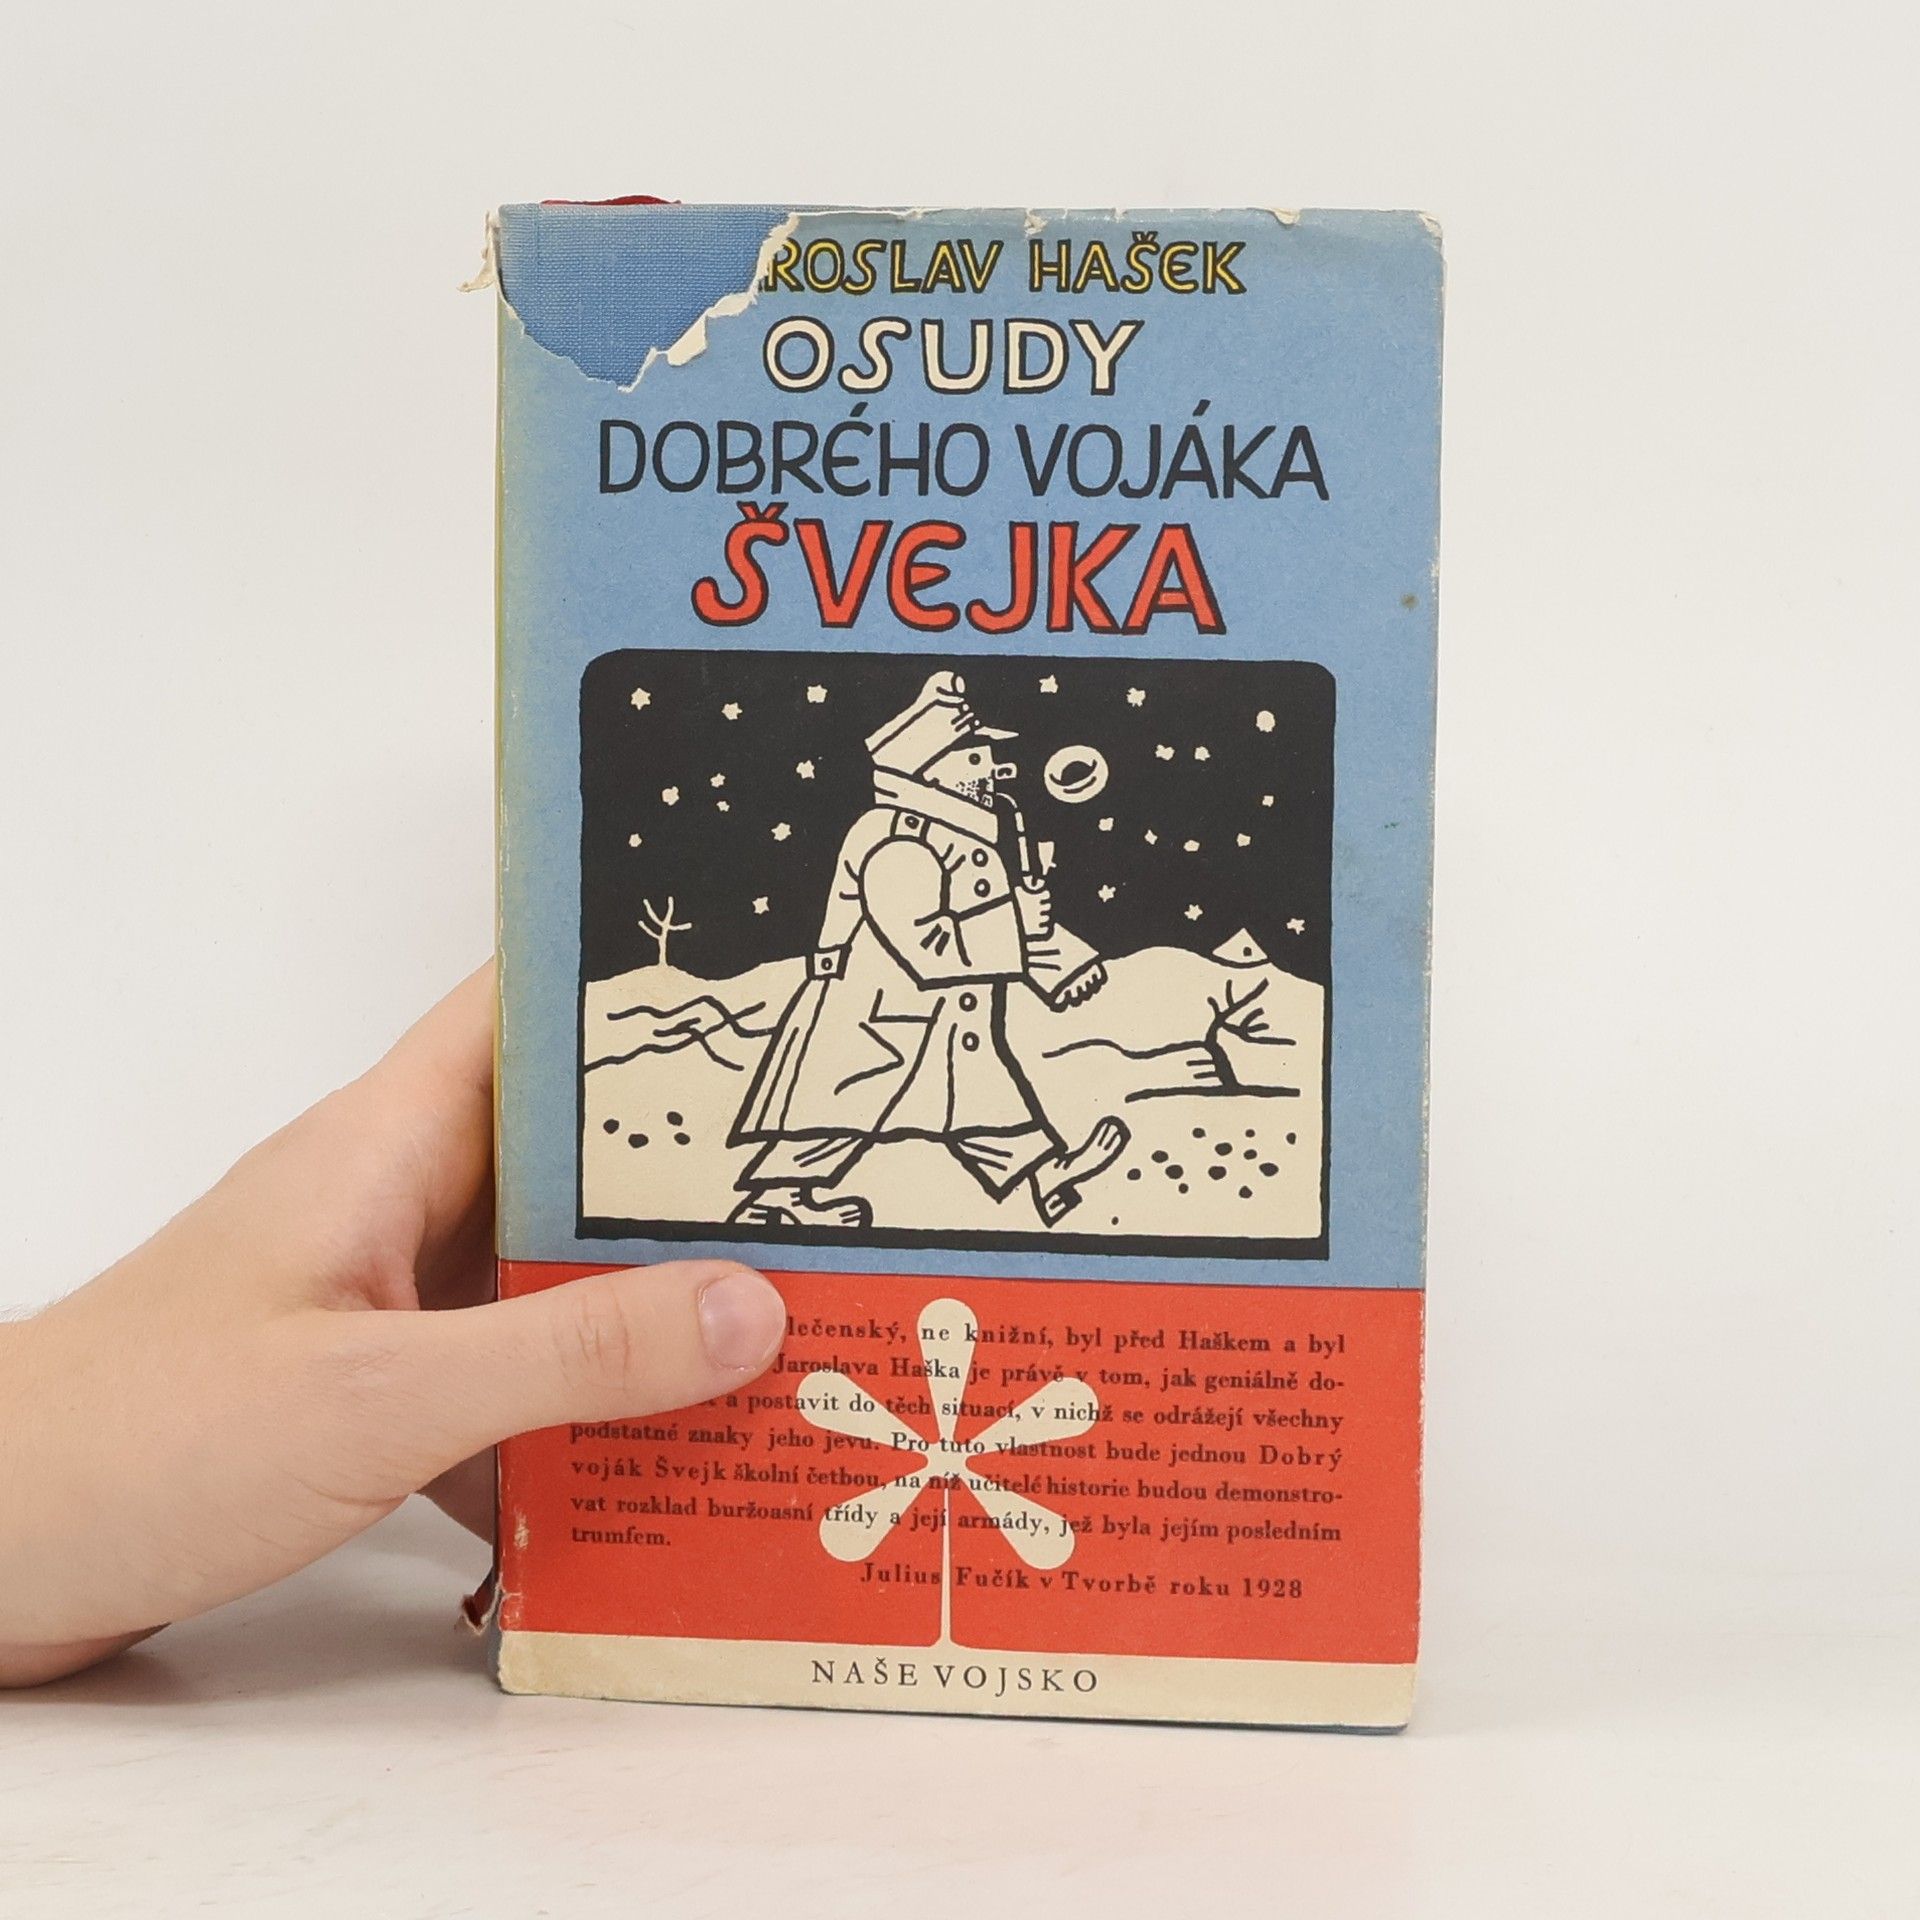 ROSLAV HAŠEK
OSUDY
DOBRÉHO VOJÁKA
ŠVEJKA
lečenský, ne knižní, byl před Haškem a byl
Jaroslava Haška je právě v tom, jak geniálně do-
a postavit do těch situací, v nichž se odrážejí všechny
podstatné znaky jeho jevu. Pro tuto vlastnost bude jednou Dobrý
voják Švejk školní četbou, na níž učitelé historie budou demonstro-
vat rozklad buržoasní třídy a její armády, jež byla jejím posledním
trumfem.
Julius Fučík v Tvorbě roku 1928
NAŠE VOJSKO